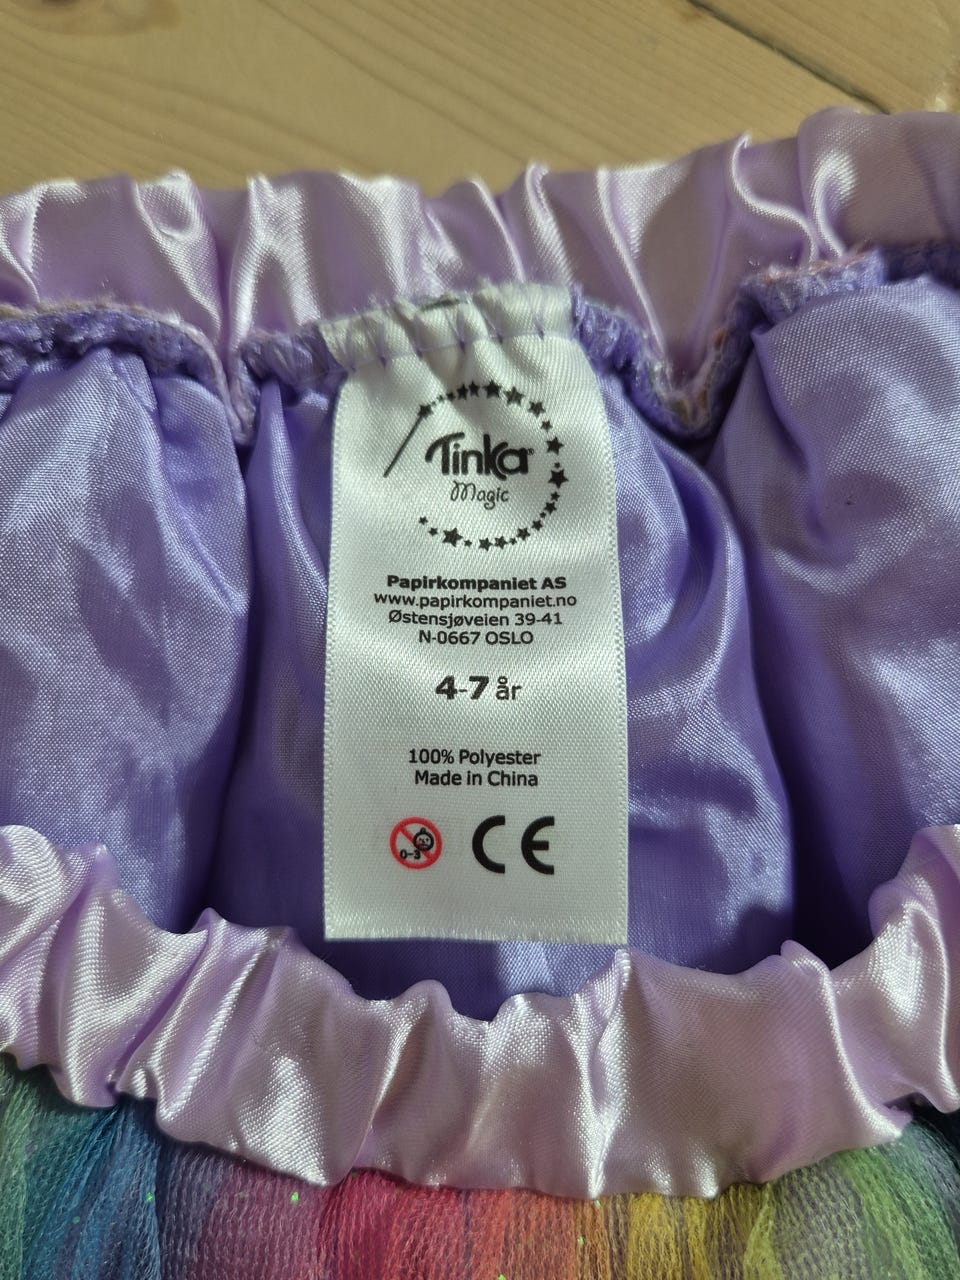 Tinka
Magic
Papirkompaniet AS
www.papirkompaniet.no
Østensjøveien 39-41
N-0667 OSLO
4-7 år
100% Polyester
Made in China
0-3
CE